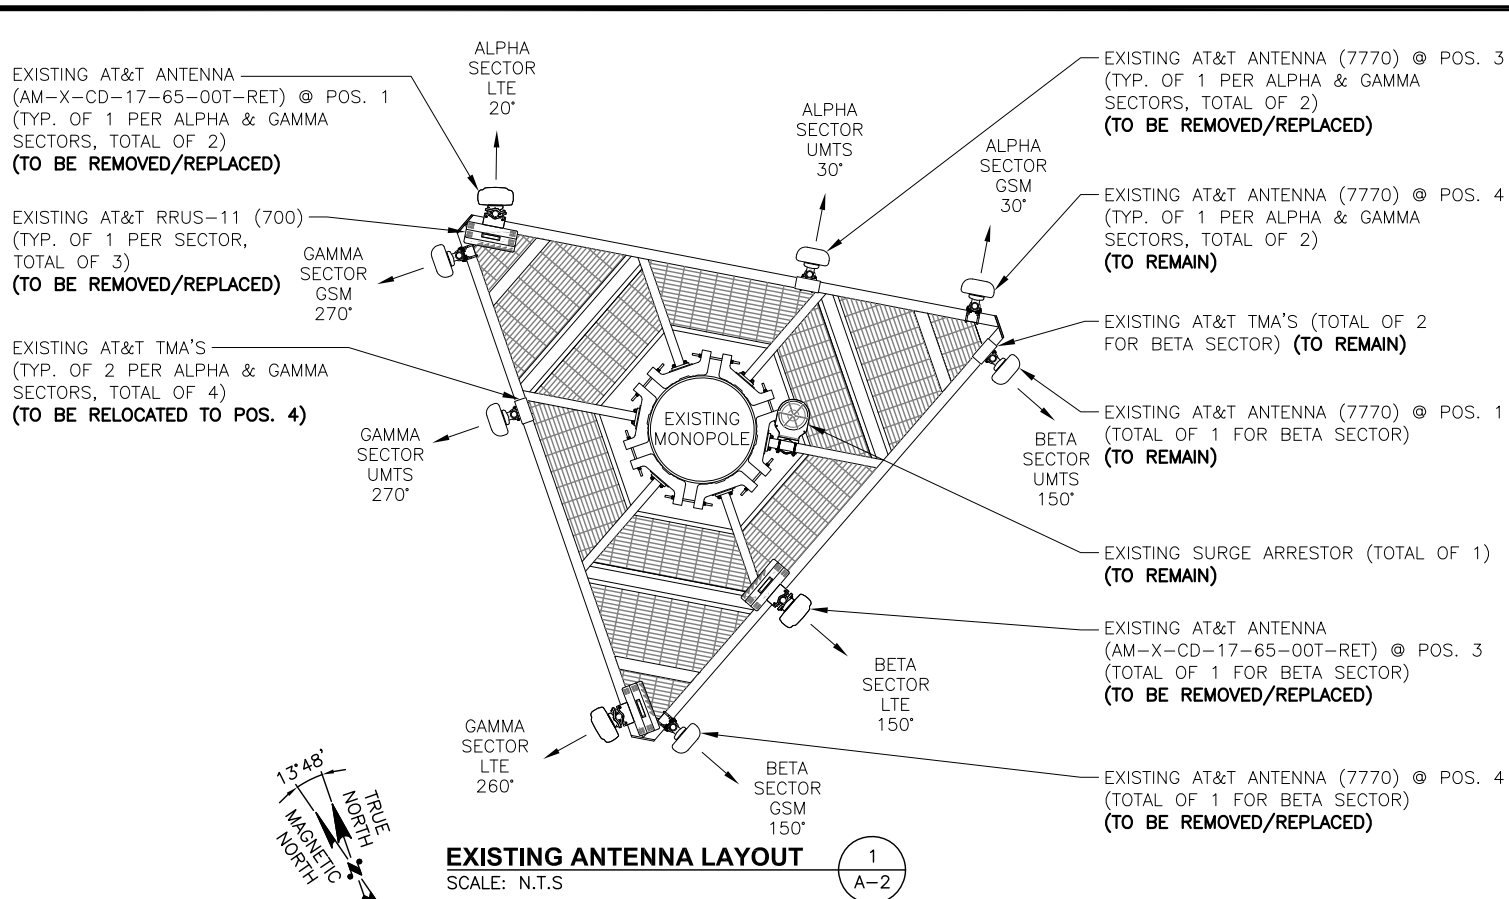 EXISTING AT&T ANTENNA
(AM-X-CD-17-65-00T-RET) @ POS. 1
(TYP. OF 1 PER ALPHA & GAMMA
SECTORS, TOTAL OF 2)
(TO BE REMOVED/REPLACED)
EXISTING AT&T RRUS-11 (700)
(TYP. OF 1 PER SECTOR,
TOTAL OF 3)
(TO BE REMOVED/REPLACED)
EXISTING AT&T TMA'S
(TYP. OF 2 PER ALPHA & GAMMA
SECTORS, TOTAL OF 4)
(TO BE RELOCATED TO POS. 4)
ALPHA
SECTOR
LTE
20°
ALPHA
SECTOR
UMTS
30°
ALPHA
SECTOR
GSM
30°
GAMMA
SECTOR
GSM
270°
GAMMA
SECTOR
UMTS
270°
EXISTING
MONOPOLE
BETA
SECTOR
UMTS
150°
BETA
SECTOR
LTE
150°
GAMMA
SECTOR
LTE
260°
BETA
SECTOR
GSM
150°
EXISTING AT&T ANTENNA (7770) @ POS. 3
(TYP. OF 1 PER ALPHA & GAMMA
SECTORS, TOTAL OF 2)
(TO BE REMOVED/REPLACED)
EXISTING AT&T ANTENNA (7770) @ POS. 4
(TYP. OF 1 PER ALPHA & GAMMA
SECTORS, TOTAL OF 2)
(TO REMAIN)
EXISTING AT&T TMA'S (TOTAL OF 2
FOR BETA SECTOR) (TO REMAIN)
EXISTING AT&T ANTENNA (7770) @ POS. 1
(TOTAL OF 1 FOR BETA SECTOR)
(TO REMAIN)
EXISTING SURGE ARRESTOR (TOTAL OF 1)
(TO REMAIN)
EXISTING AT&T ANTENNA
(AM-X-CD-17-65-00T-RET) @ POS. 3
(TOTAL OF 1 FOR BETA SECTOR)
(TO BE REMOVED/REPLACED)
EXISTING AT&T ANTENNA (7770) @ POS. 4
(TOTAL OF 1 FOR BETA SECTOR)
(TO BE REMOVED/REPLACED)
13°48'
TRUE
NORTH
MAGNETIC
NORTH
N
EXISTING ANTENNA LAYOUT
SCALE: N.T.S
1
A-2